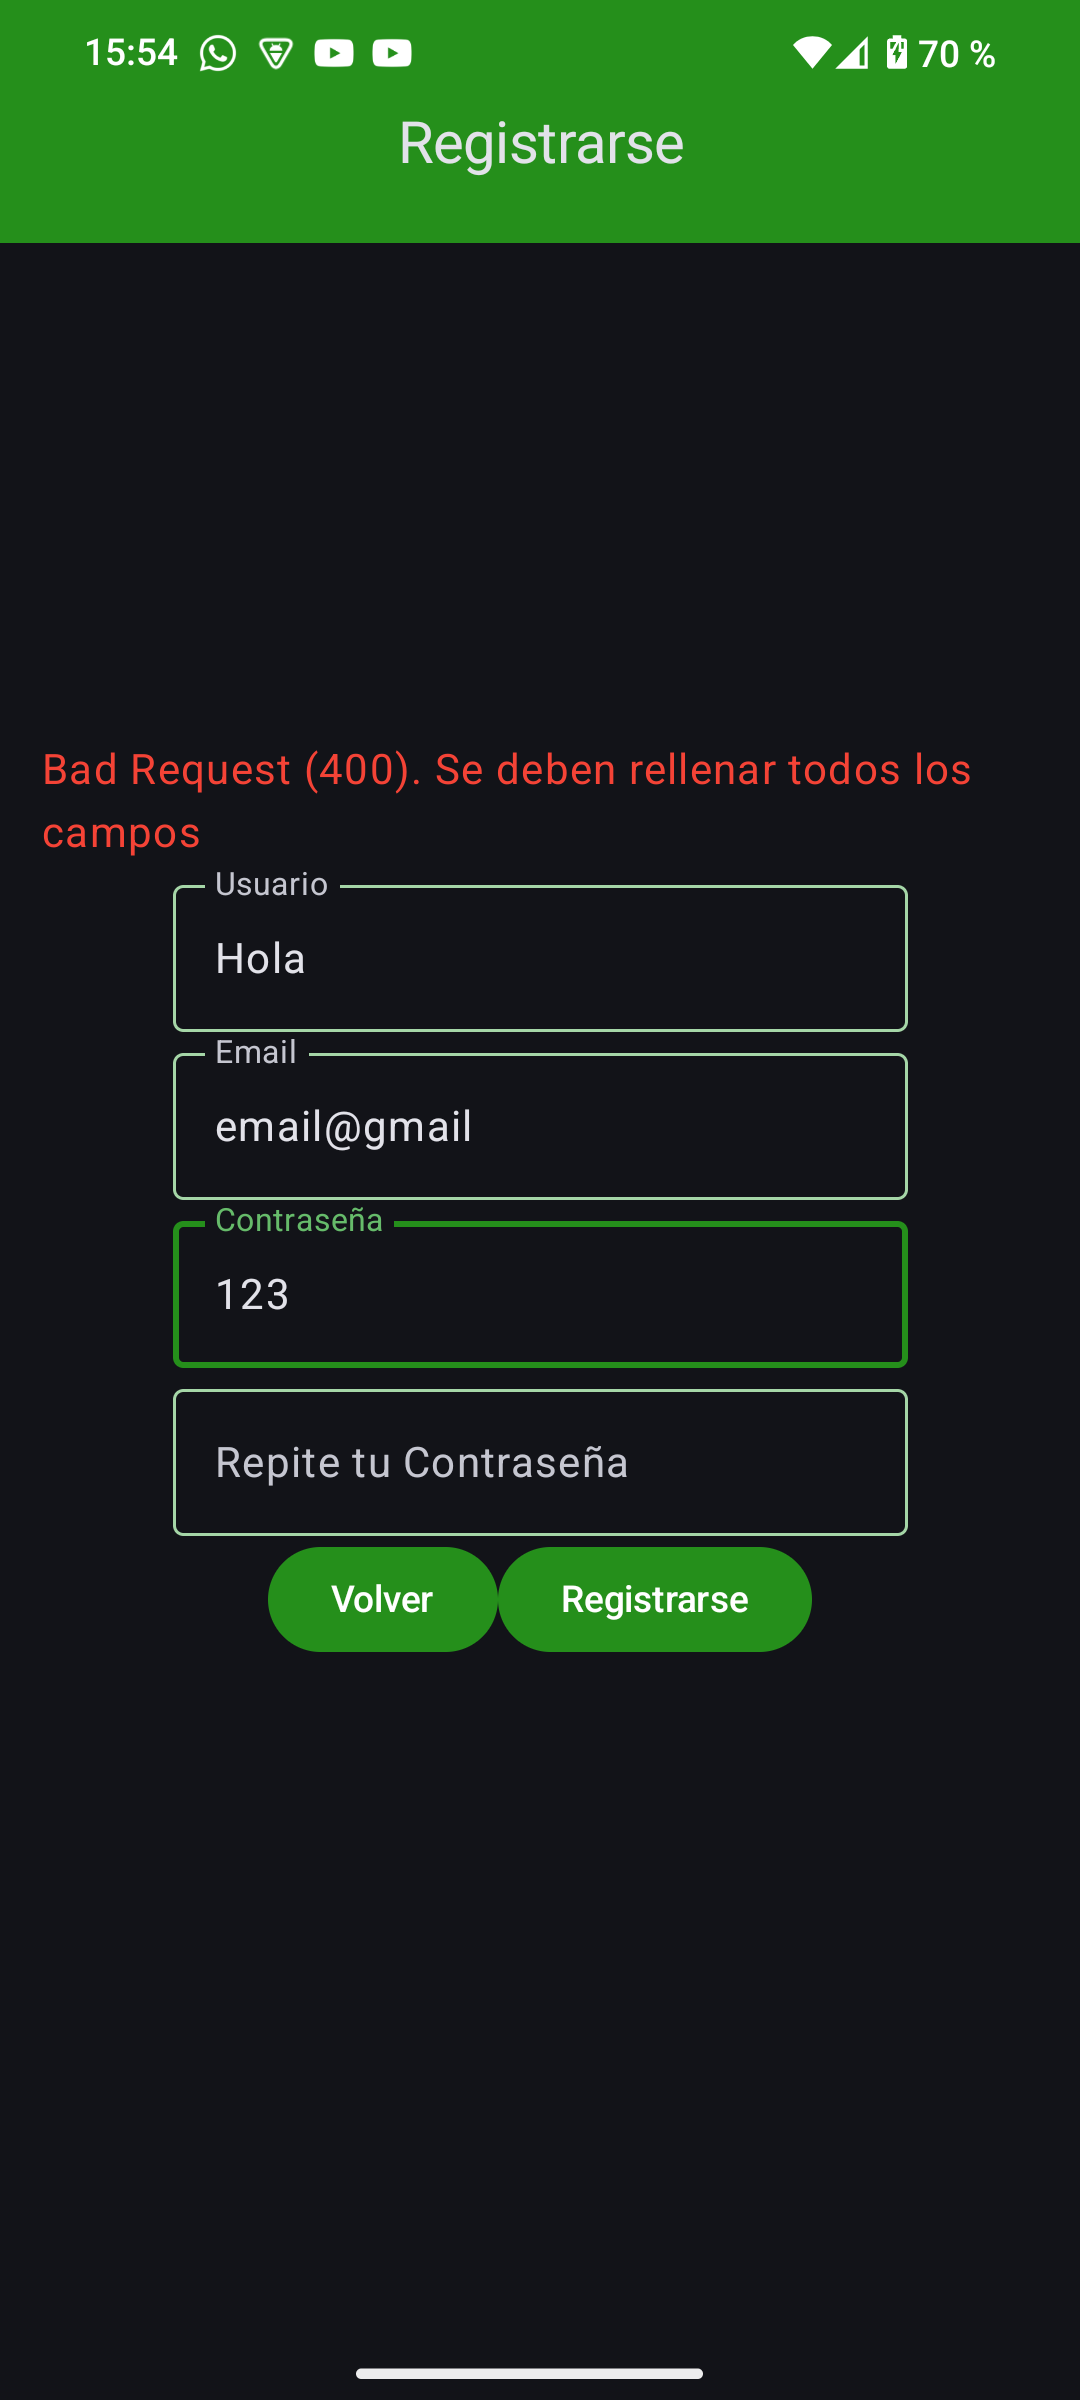 15:54
70 %
Registrarse
Bad Request (400). Se deben rellenar todos los
campos
Usuario
Hola
Email
email@gmail
Contraseña
123
Repite tu Contraseña
Volver
Registrarse